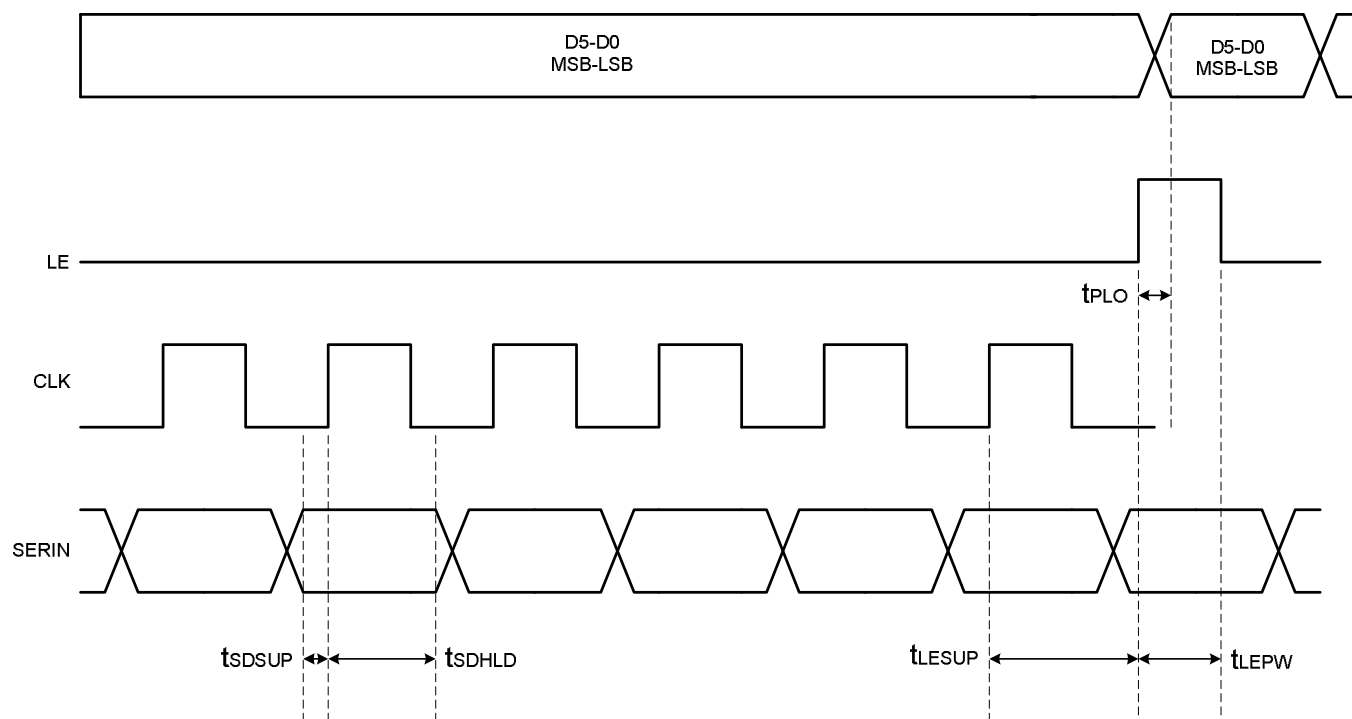 D5-D0
MSB-LSB
D5-D0
MSB-LSB
LE
tPLO
CLK
SERIN
tSDSUP
tSDHLD
tLESUP
tLEPW